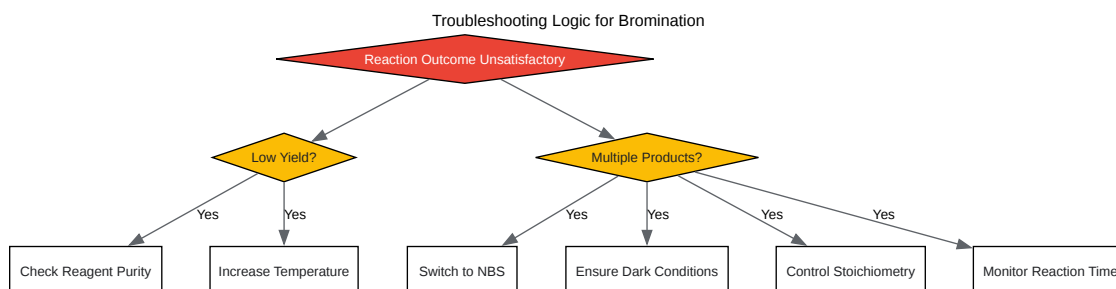 Troubleshooting Logic for Bromination
Reaction Outcome Unsatisfactory
Low Yield?
Multiple Products?
Yes
Yes
Yes
Yes
Yes
Yes
Check Reagent Purity
Increase Temperature
Switch to NBS
Ensure Dark Conditions
Control Stoichiometry
Monitor Reaction Time